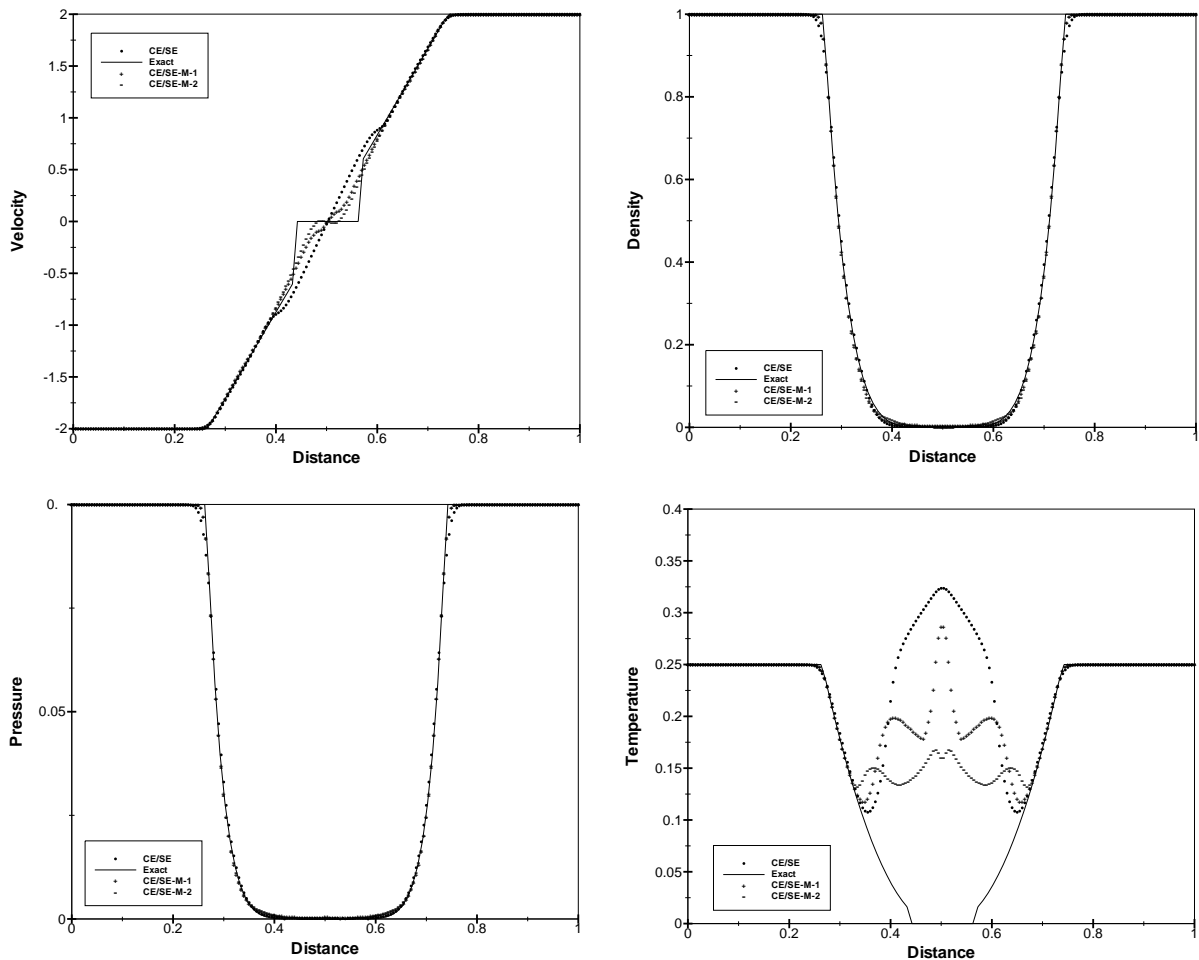 2
1.5
1
0.5
0
-0.5
-1
-1.5
-2
Velocity
CE/SE
Exact
CE/SE-M-1
CE/SE-M-2
0
0.2
0.4
0.6
0.8
1
Distance
1
0.8
0.6
0.4
0.2
0
Density
CE/SE
Exact
CE/SE-M-1
CE/SE-M-2
0
0.2
0.4
0.6
0.8
1
Distance
0.
0.05
0
Pressure
CE/SE
Exact
CE/SE-M-1
CE/SE-M-2
0
0.2
0.4
0.6
0.8
1
Distance
0.4
0.35
0.3
0.25
0.2
0.15
0.1
0.05
0
Temperature
CE/SE
Exact
CE/SE-M-1
CE/SE-M-2
0
0.2
0.4
0.6
0.8
1
Distance